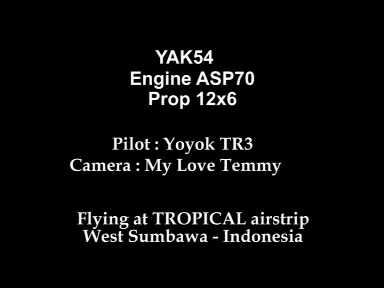 YAK54
Engine ASP70
Prop 12x6
Pilot : Yoyok TR3
Camera : My Love Temmy
Flying at TROPICAL airstrip
West Sumbawa - Indonesia